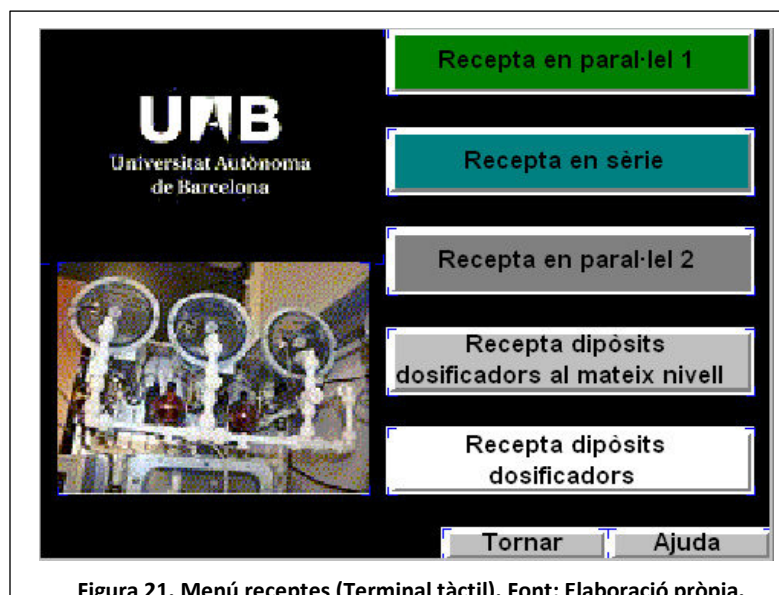 UAB
Universitat Autònoma
de Barcelona
Recepta en paral·lel 1
Recepta en sèrie
Recepta en paral·lel 2
Recepta dipòsits
dosificadors al mateix nivell
Recepta dipòsits
dosificadors
Tornar
Ajuda
Figura 21. Menú receptes (Terminal tàctil). Font: Elaboració pròpia.